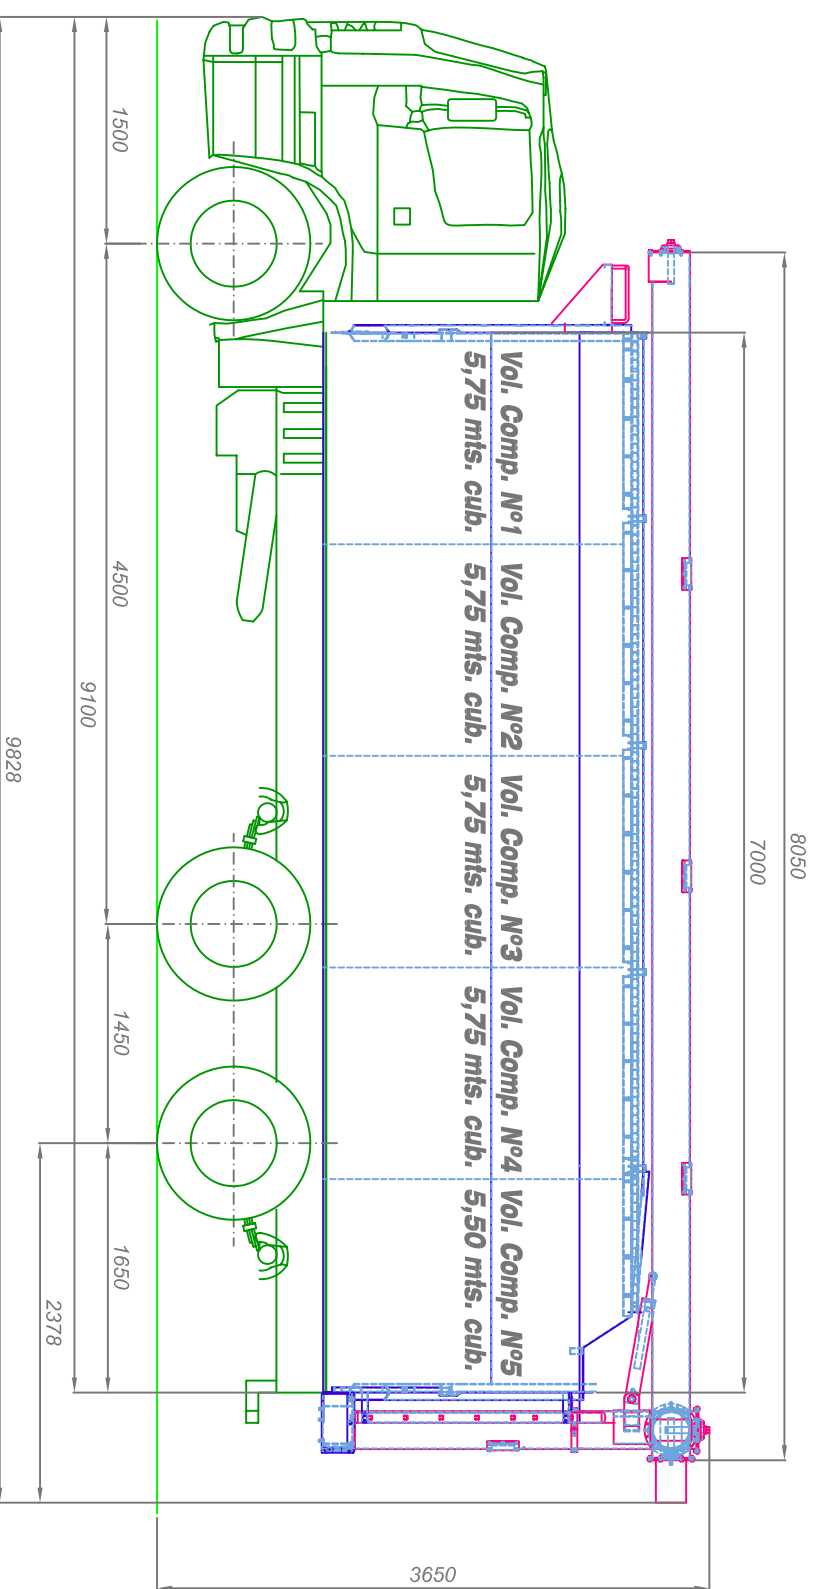 8050
7000
Vol. Comp. Nº1
5,75 mts. cub.
Vol. Comp. Nº2
5,75 mts. cub.
Vol. Comp. Nº3
5,75 mts. cub.
Vol. Comp. Nº4
5,75 mts. cub.
Vol. Comp. Nº5
5,50 mts. cub.
3650
1500
4500
1450
1650
9100
2378
9828